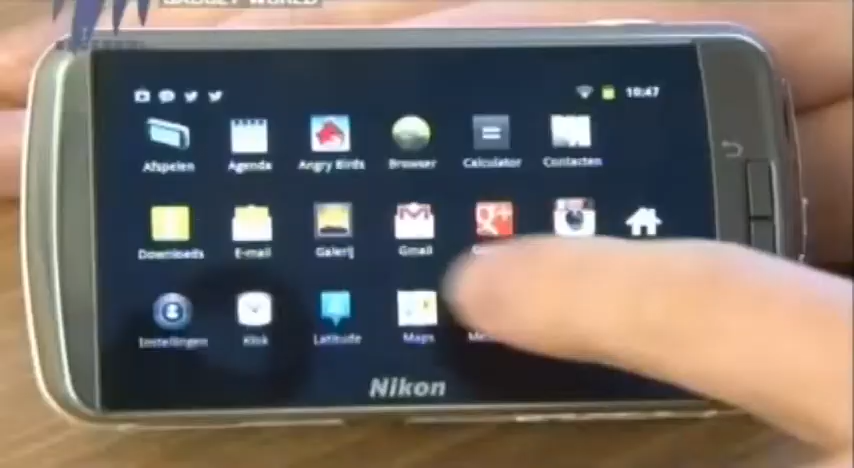 GADGET WORLD
10:47
Afspelen Agenda Angry Birds Browser Calculator Contacten
Downloads E-mail Galerij Gmail
Instellingen Klok Latitude Maps
Nikon